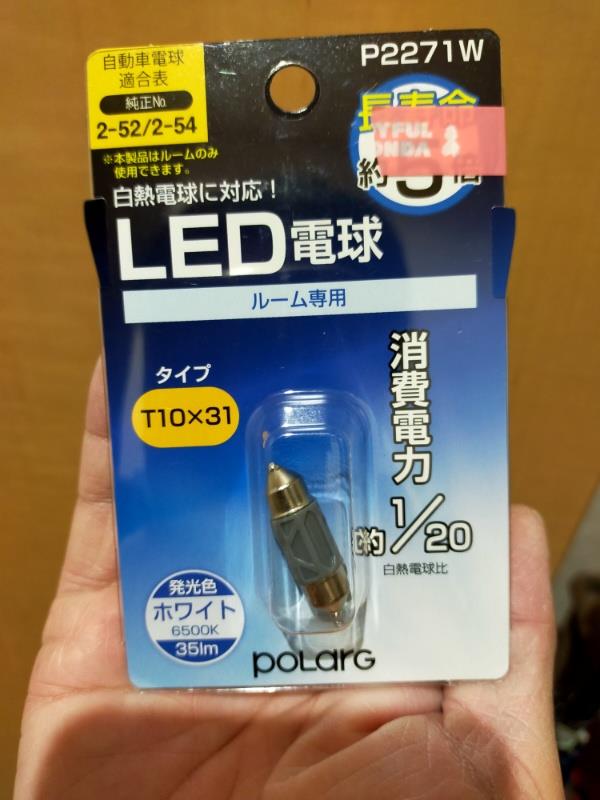 P2271W
自動車電球
適合表
純正No.
2-52/2-54
※本製品はルームのみ
使用できます。
長寿命
YFUL
ONDA
約 倍
白熱電球に対応!
LED電球
ルーム専用
タイプ
T10×31
消費電力
約1/20
白熱電球比
発光色
ホワイト
6500K
35lm
POLARG